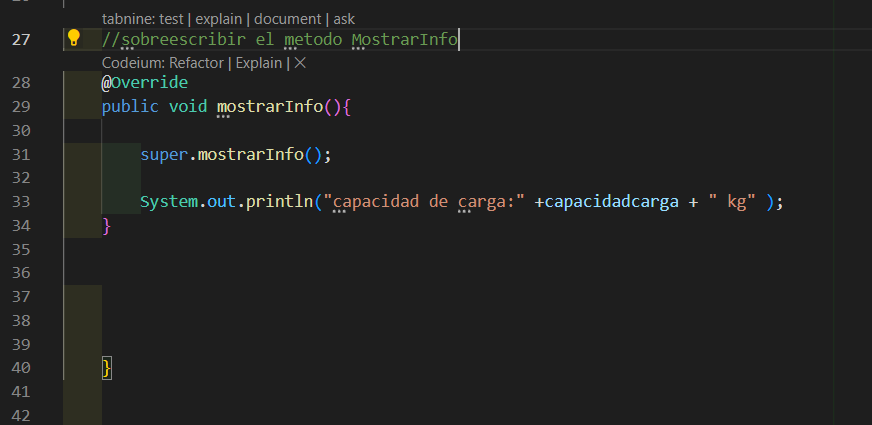 tabnine: test | explain | document | ask
27 //sobreescribir el metodo MostrarInfo
Codeium: Refactor | Explain | ×
28 @Override
29 public void mostrarInfo(){
30
31 super.mostrarInfo();
32
33 System.out.println("capacidad de carga:" +capacidadcarga + " kg" );
34 }
35
36
37
38
39
40 }
41
42